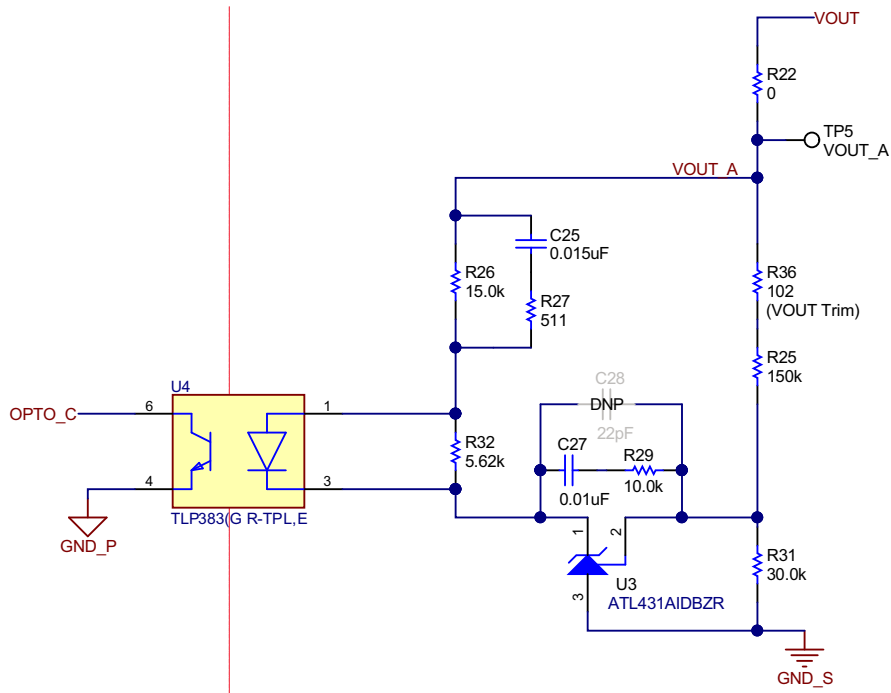 VOUT
R22
0
TP5
VOUT_A
VOUT_A
C25
0.015uF
R26
15.0k
R27
511
R36
102
(VOUT Trim)
R25
150k
U4
C28
DNP
22pF
OPTO_C
6
1
R32
5.62k
C27
0.01uF
R29
10.0k
4
3
TLP383(G R-TPL,E
GND_P
1
2
U3
ATL431AIDBZR
3
R31
30.0k
GND_S